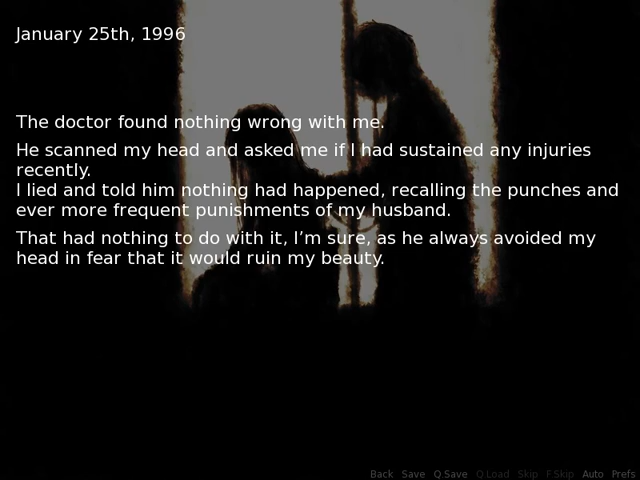 January 25th, 1996
The doctor found nothing wrong with me.
He scanned my head and asked me if I had sustained any injuries
recently.
I lied and told him nothing had happened, recalling the punches and
ever more frequent punishments of my husband.
That had nothing to do with it, I’m sure, as he always avoided my
head in fear that it would ruin my beauty.
Back Save Q.Save Q.Load Skip F.Skip Auto Prefs